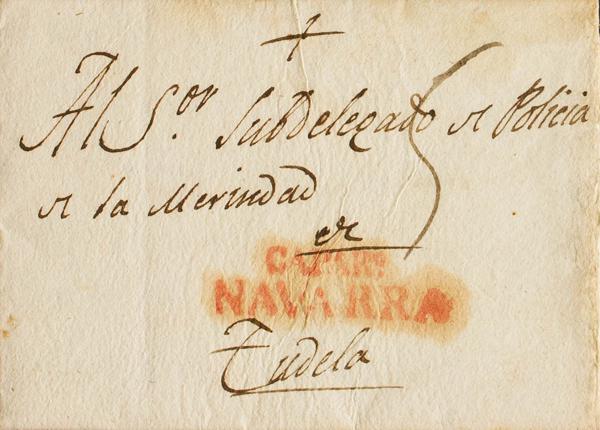 Al S.or Subdelegado de Policia
de la Merindad
de
NAVARRA
Tudela